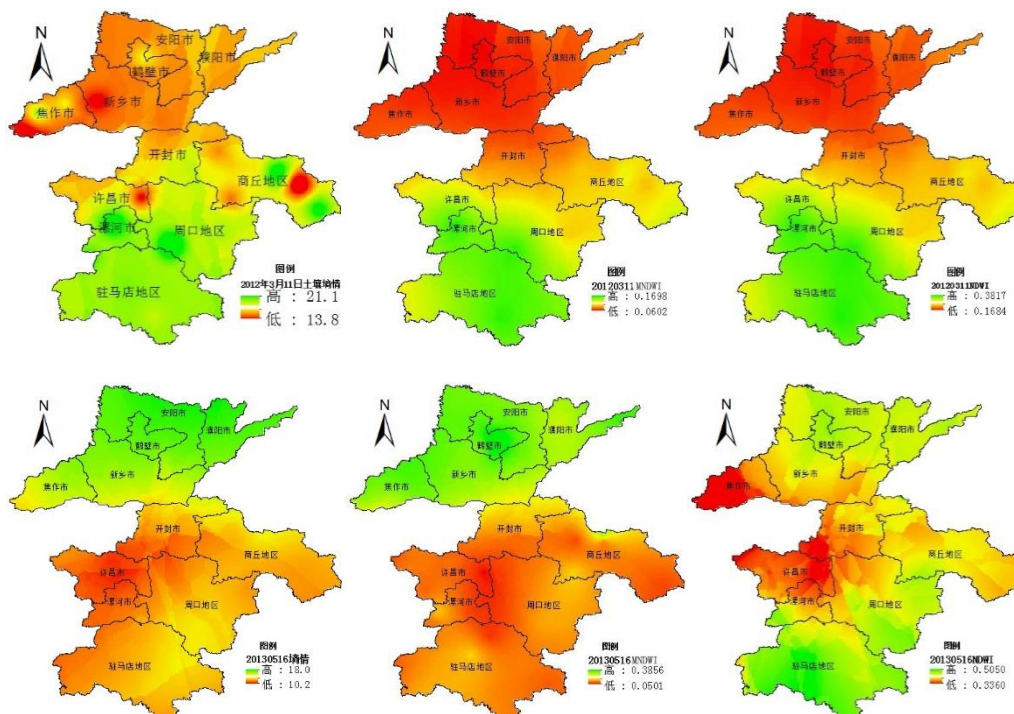 N
安阳市
濮阳市
鹤壁市
新乡市
焦作市
开封市
商丘地区
许昌市
漯河市
周口地区
驻马店地区
图例
2012年3月11日土壤墒情
高 : 21.1
低 : 13.8
N
安阳市
濮阳市
鹤壁市
新乡市
焦作市
开封市
商丘地区
许昌市
漯河市
周口地区
驻马店地区
图例
20120311MNDWI
高 : 0.1698
低 : 0.0602
N
安阳市
濮阳市
鹤壁市
新乡市
焦作市
开封市
商丘地区
许昌市
漯河市
周口地区
驻马店地区
图例
20120311NDWI
高 : 0.3817
低 : 0.1684
N
安阳市
濮阳市
鹤壁市
新乡市
焦作市
开封市
商丘地区
许昌市
漯河市
周口地区
驻马店地区
图例
20130516墒情
高 : 18.0
低 : 10.2
N
安阳市
濮阳市
鹤壁市
新乡市
焦作市
开封市
商丘地区
许昌市
漯河市
周口地区
驻马店地区
图例
20130516MNDWI
高 : 0.3856
低 : 0.0501
N
安阳市
濮阳市
鹤壁市
新乡市
焦作市
开封市
商丘地区
许昌市
漯河市
周口地区
驻马店地区
图例
20130516NDWI
高 : 0.5050
低 : 0.3360